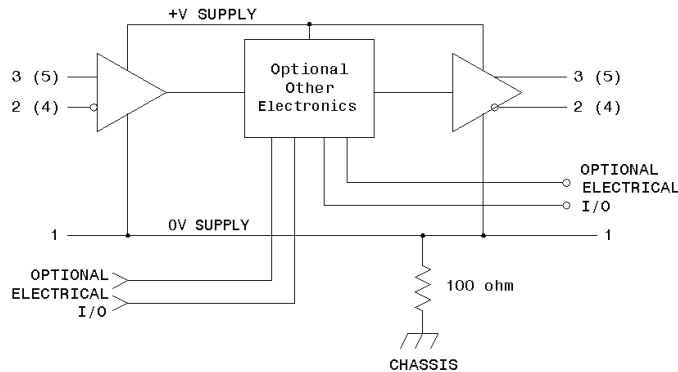 +V SUPPLY
3 (5)
2 (4)
Optional
Other
Electronics
3 (5)
2 (4)
OPTIONAL
ELECTRICAL
I/O
1
0V SUPPLY
1
OPTIONAL
ELECTRICAL
I/O
100 ohm
CHASSIS